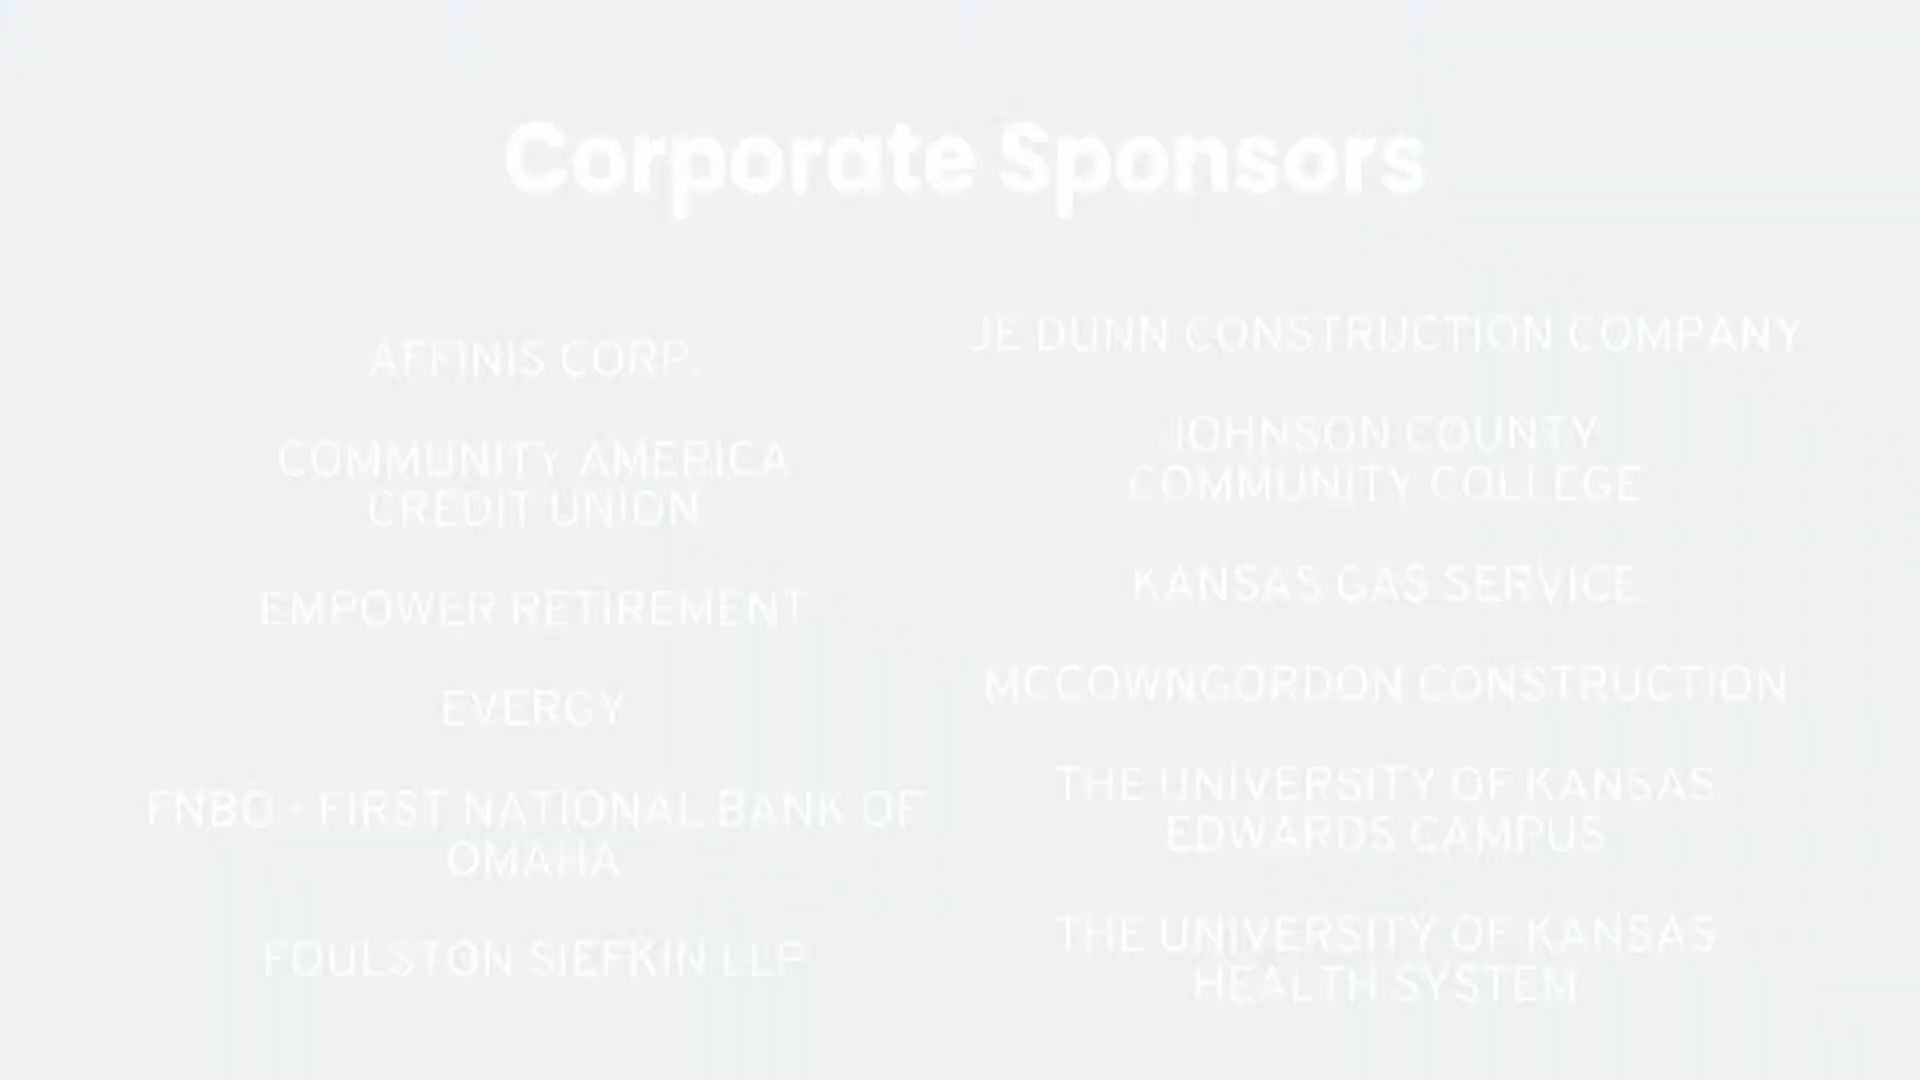 Corporate Sponsors
AFFINIS CORP.
COMMUNITY AMERICA
CREDIT UNION
EMPOWER RETIREMENT
EVERGY
FNBO - FIRST NATIONAL BANK OF
OMAHA
FOULSTON SIEFKIN LLP
JE DUNN CONSTRUCTION COMPANY
JOHNSON COUNTY
COMMUNITY COLLEGE
KANSAS GAS SERVICE
MCCOWNGORDON CONSTRUCTION
THE UNIVERSITY OF KANSAS
EDWARDS CAMPUS
THE UNIVERSITY OF KANSAS
HEALTH SYSTEM